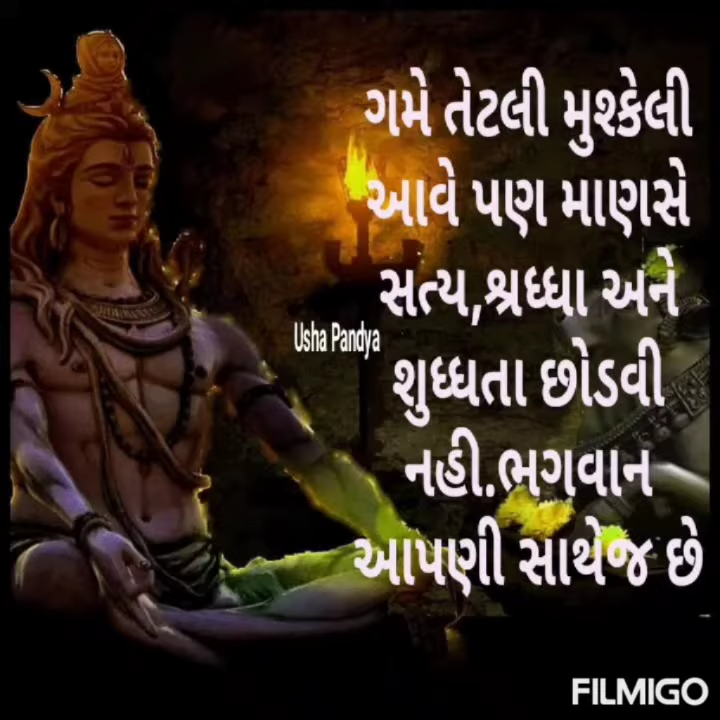 ગમે તેટલી મુશ્કેલી
આવે પણ માણસે
સત્ય,શ્રધ્ધા અને
Usha Pandya
શુધ્ધતા છોડવી
નહી.ભગવાન
આપણી સાથેજ છે
FILMIGO